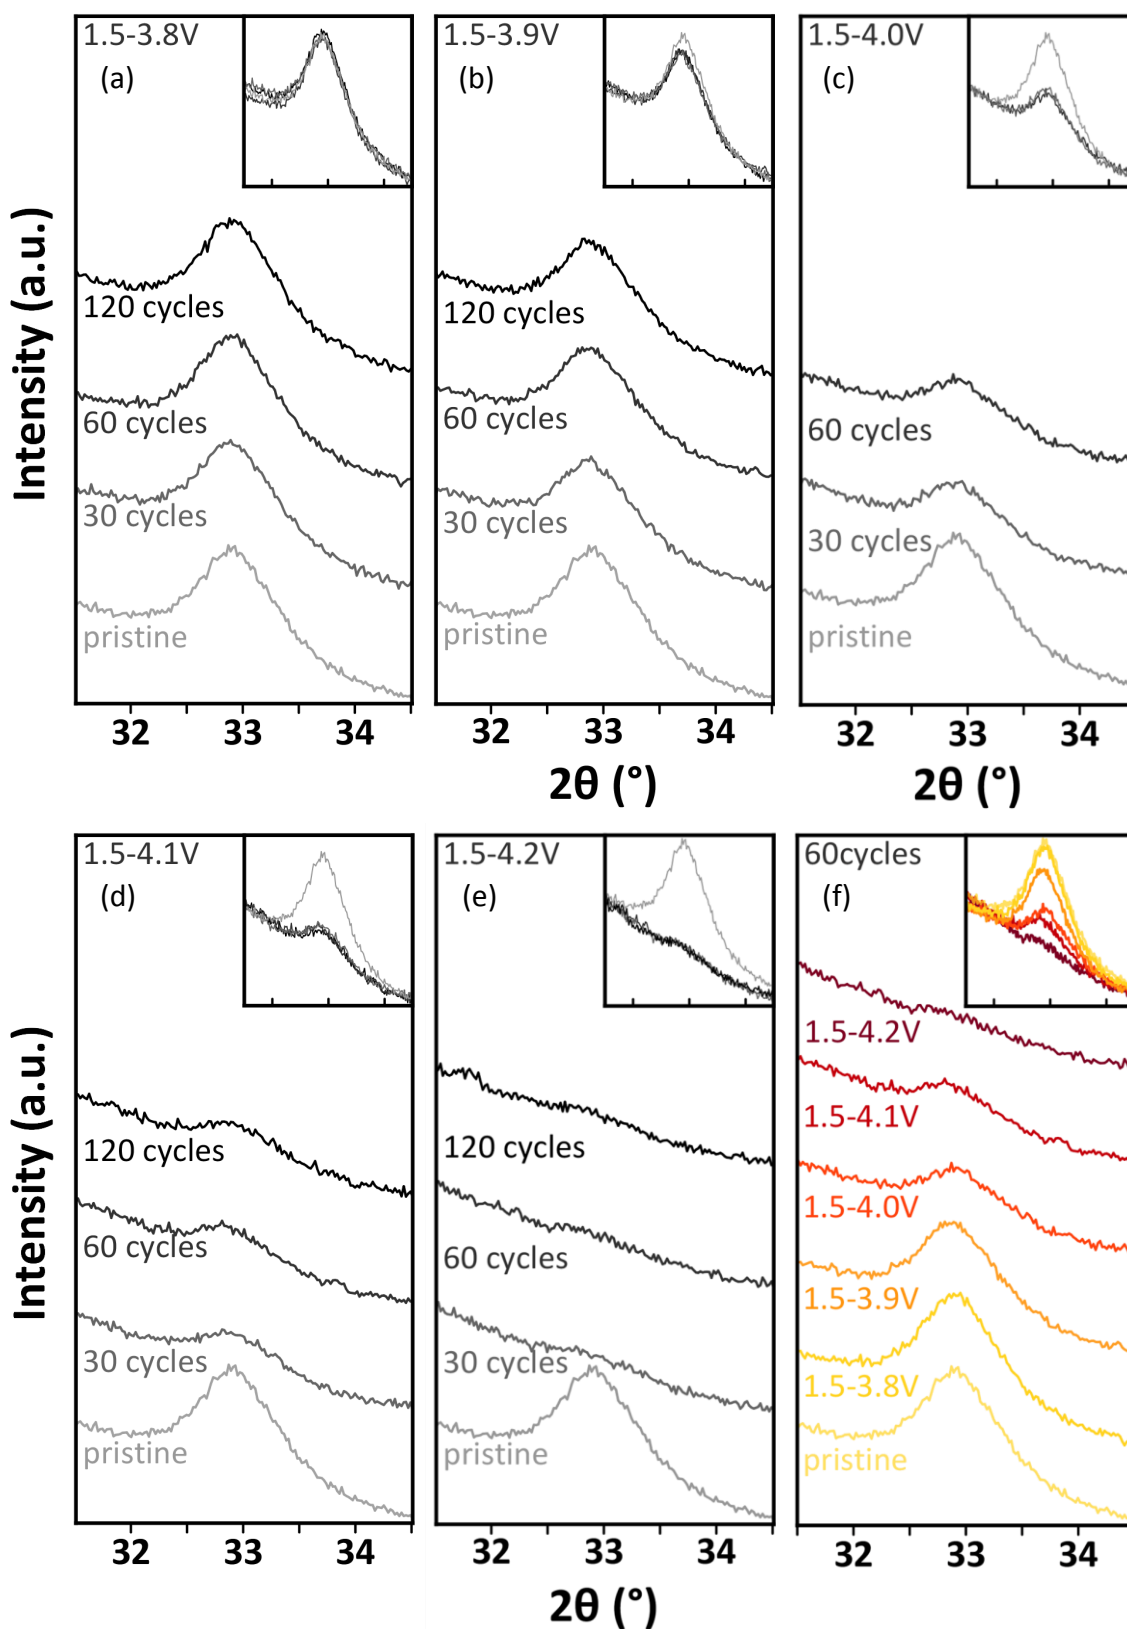 1.5-3.8V
(a)
120 cycles
60 cycles
30 cycles
pristine
32 33 34
1.5-3.9V
(b)
120 cycles
60 cycles
30 cycles
pristine
32 33 34
2θ (°)
1.5-4.0V
(c)
60 cycles
30 cycles
pristine
32 33 34
2θ (°)
Intensity (a.u.)
1.5-4.1V
(d)
120 cycles
60 cycles
30 cycles
pristine
32 33 34
1.5-4.2V
(e)
120 cycles
60 cycles
30 cycles
pristine
32 33 34
2θ (°)
60cycles
(f)
1.5-4.2V
1.5-4.1V
1.5-4.0V
1.5-3.9V
1.5-3.8V
pristine
32 33 34
Intensity (a.u.)